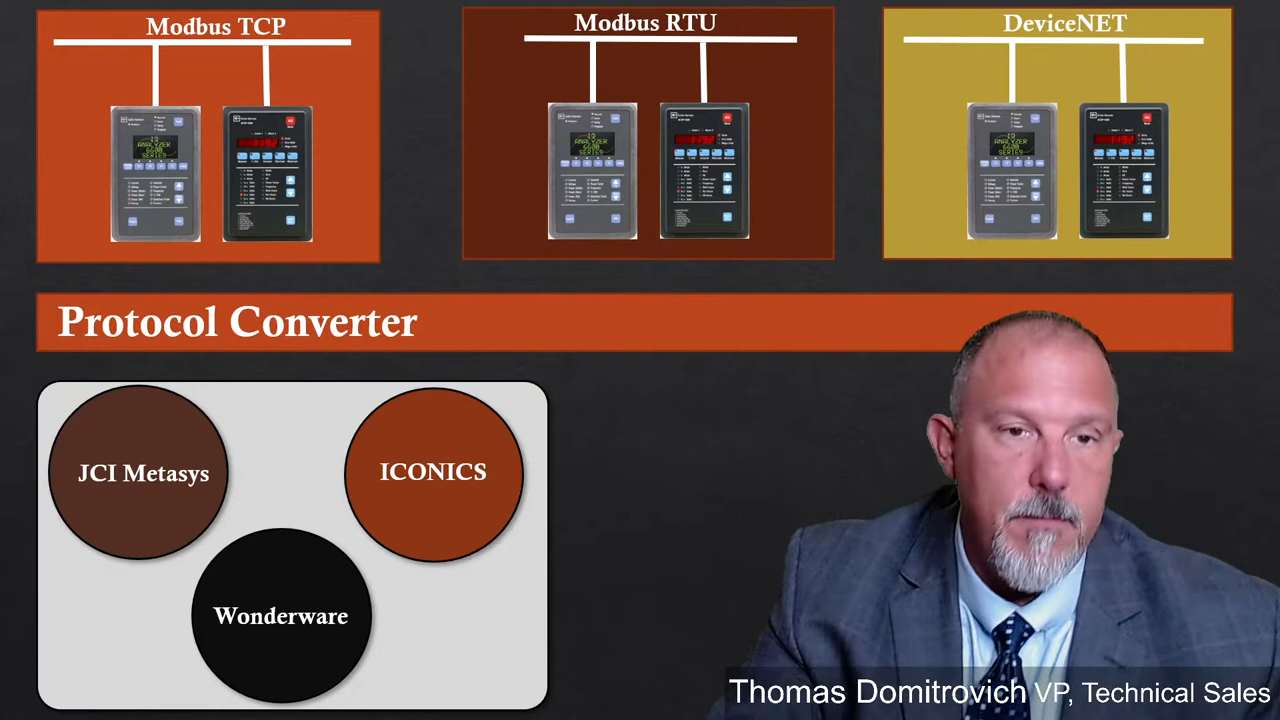 Modbus TCP
Modbus RTU
DeviceNET
Protocol Converter
JCI Metasys
ICONICS
Wonderware
Thomas Domitrovich VP, Technical Sales